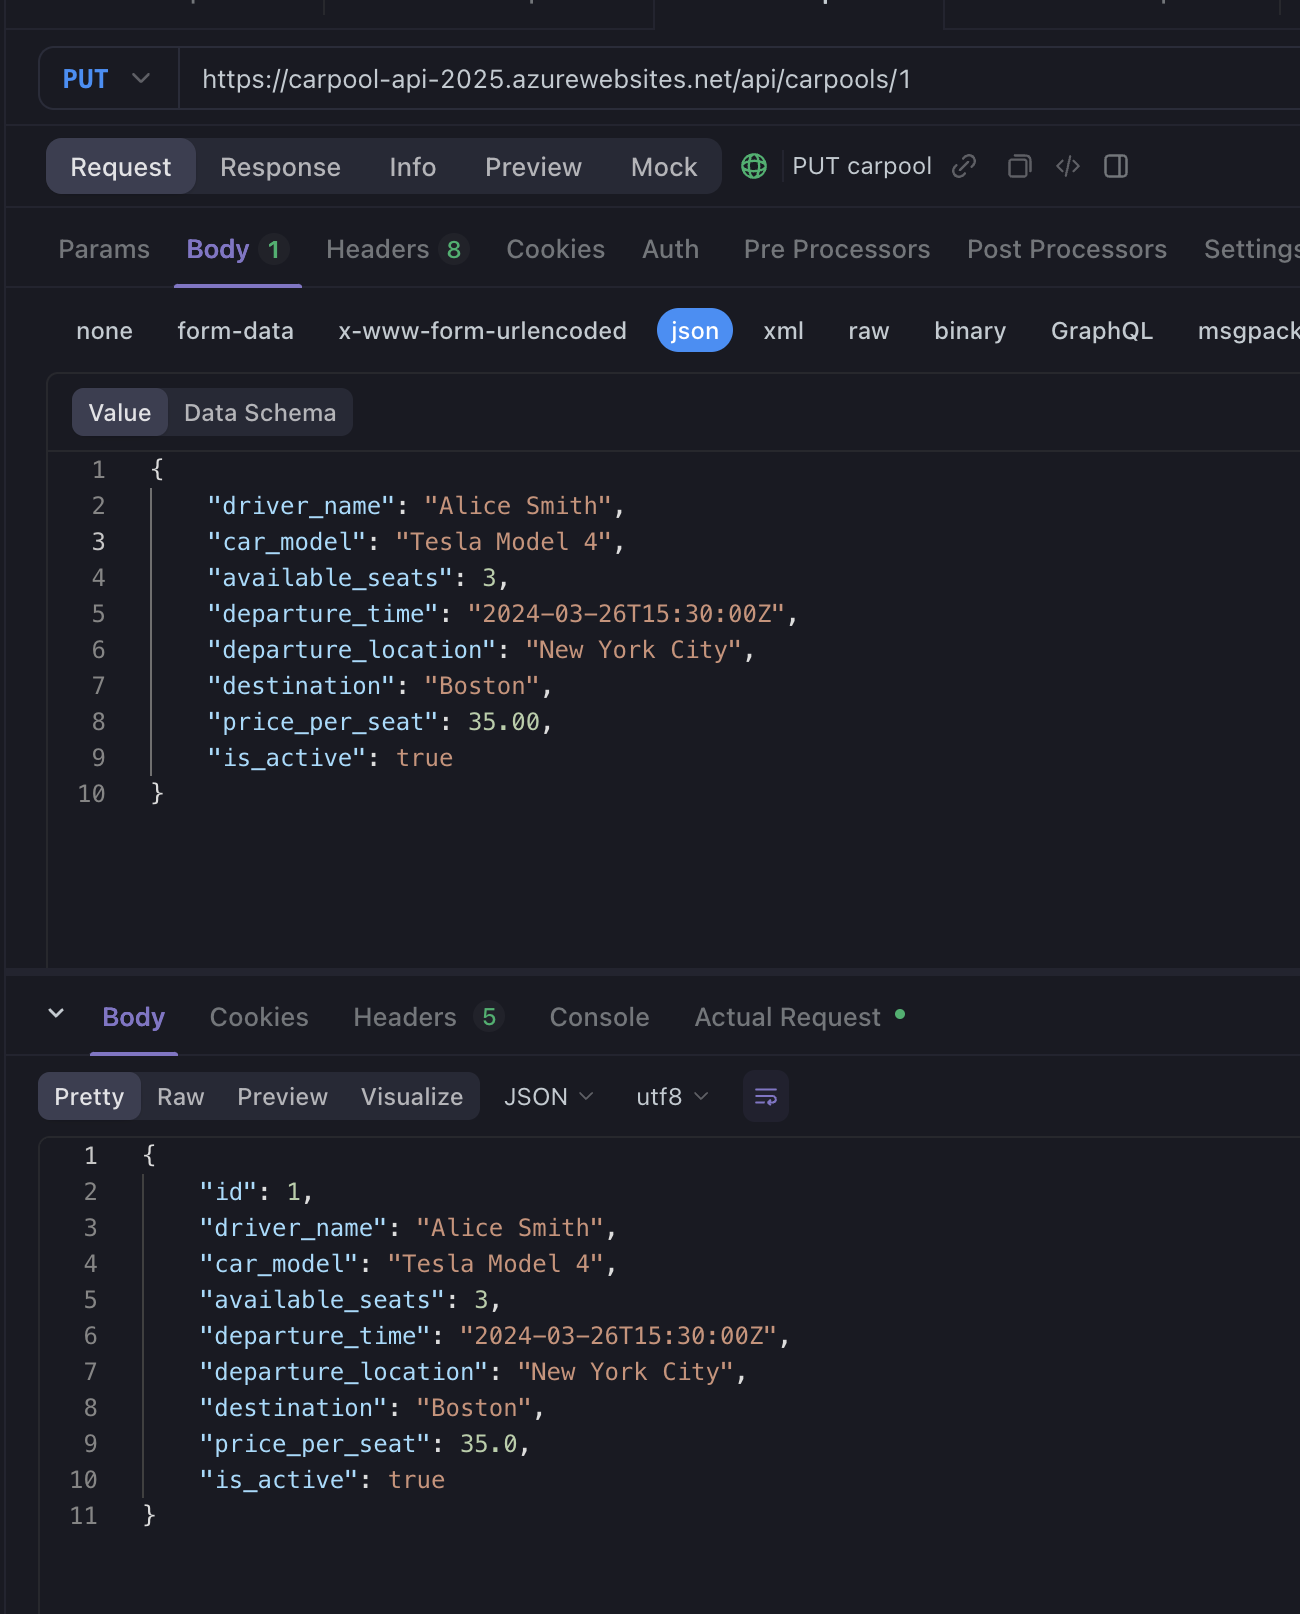 PUT https://carpool-api-2025.azurewebsites.net/api/carpools/1
Request Response Info Preview Mock PUT carpool
Params Body 1 Headers 8 Cookies Auth Pre Processors Post Processors Settings
none form-data x-www-form-urlencoded json xml raw binary GraphQL msgpack
Value Data Schema
1 {
2 "driver_name": "Alice Smith",
3 "car_model": "Tesla Model 4",
4 "available_seats": 3,
5 "departure_time": "2024-03-26T15:30:00Z",
6 "departure_location": "New York City",
7 "destination": "Boston",
8 "price_per_seat": 35.00,
9 "is_active": true
10 }
Body Cookies Headers 5 Console Actual Request
Pretty Raw Preview Visualize JSON utf8
1 {
2 "id": 1,
3 "driver_name": "Alice Smith",
4 "car_model": "Tesla Model 4",
5 "available_seats": 3,
6 "departure_time": "2024-03-26T15:30:00Z",
7 "departure_location": "New York City",
8 "destination": "Boston",
9 "price_per_seat": 35.0,
10 "is_active": true
11 }